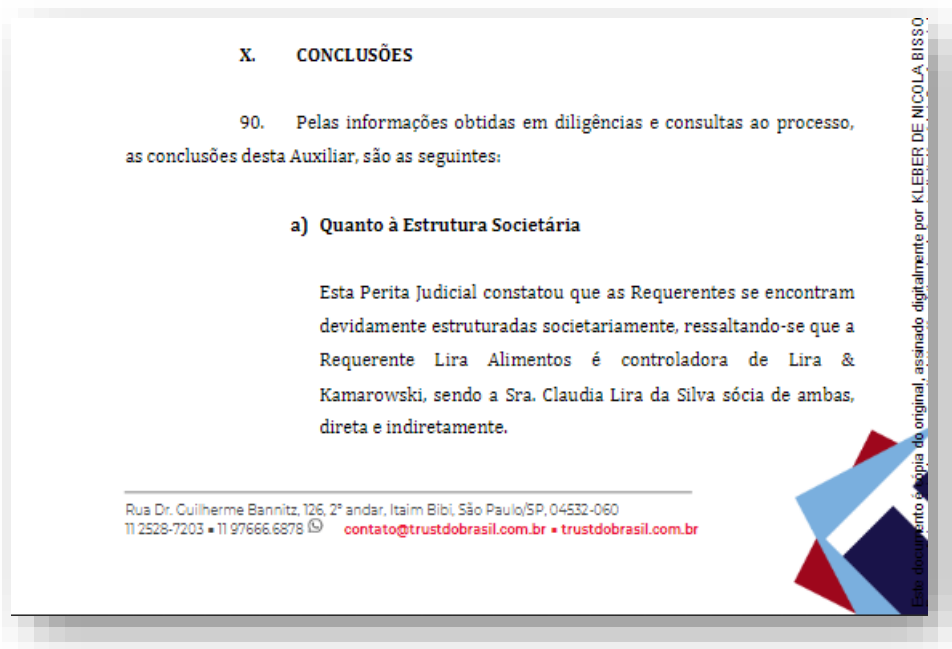 X. CONCLUSÕES
90. Pelas informações obtidas em diligências e consultas ao processo,
as conclusões desta Auxiliar, são as seguintes:
a) Quanto à Estrutura Societária
Esta Perita Judicial constatou que as Requerentes se encontram
devidamente estruturadas societariamente, ressaltando-se que a
Requerente Lira Alimentos é controladora de Lira &
Kamarowski, sendo a Sra. Claudia Lira da Silva sócia de ambas,
direta e indiretamente.
Rua Dr. Guilherme Bannitz, 126, 2º andar, Itaim Bibi, São Paulo/SP, 04532-060
11 2528-7203 ▪ 11 97666.6878 contato@trustdobrasil.com.br ▪ trustdobrasil.com.br
Este documento é cópia do original, assinado digitalmente por KLEBER DE NICOLA BISSO